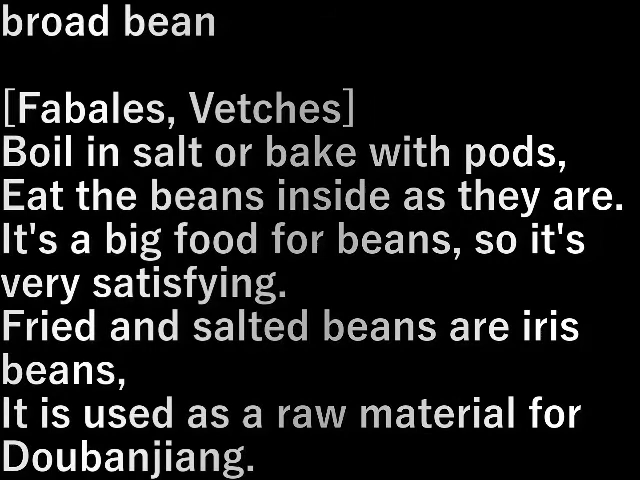 broad bean
[Fabales, Vetches]
Boil in salt or bake with pods,
Eat the beans inside as they are.
It's a big food for beans, so it's
very satisfying.
Fried and salted beans are iris
beans,
It is used as a raw material for
Doubanjiang.